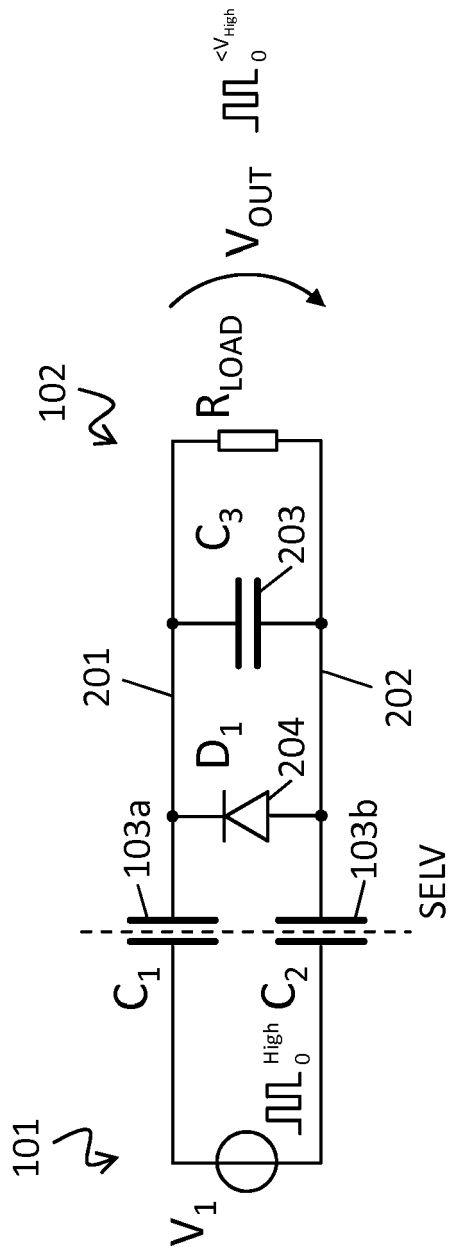 101
102
V1
High
0
C1
C2
103a
103b
SELV
201
202
D1
204
C3
203
RLOAD
VOUT
<VHigh
0